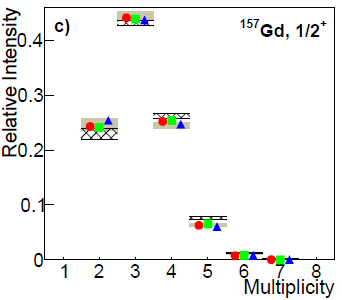 c)
¹⁵⁷Gd, 1/2⁺
Relative Intensity
0.4
0.3
0.2
0.1
0
1 2 3 4 5 6 7 8
Multiplicity